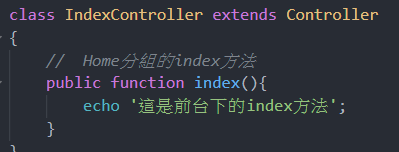 class IndexController extends Controller
{
// Home分組的index方法
public function index(){
echo '這是前台下的index方法';
}
}